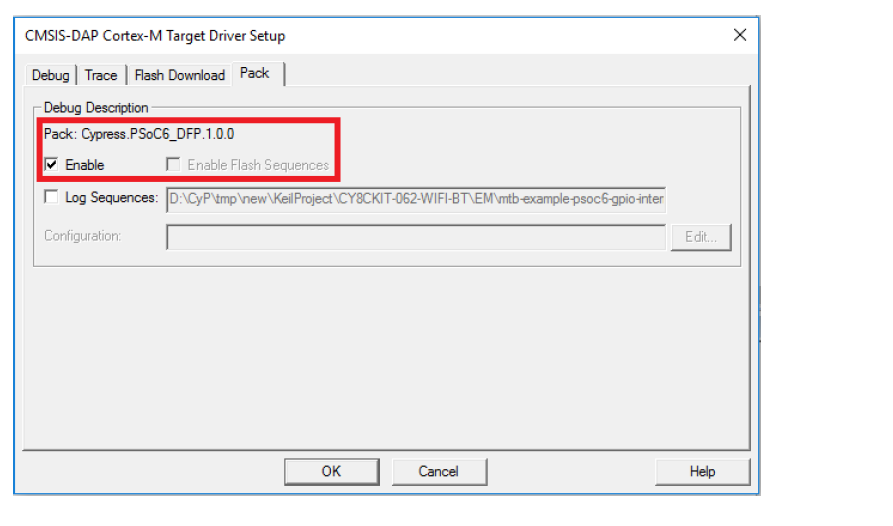 CMSIS-DAP Cortex-M Target Driver Setup
Debug Trace Flash Download Pack
Debug Description
Pack: Cypress.PSoC6_DFP.1.0.0
Enable Enable Flash Sequences
Log Sequences: D:\CyP\tmp\new\KeilProject\CY8CKIT-062-WIFI-BT\EM\mtb-example-psoc6-gpio-inter
Configuration: Edit...
OK Cancel Help